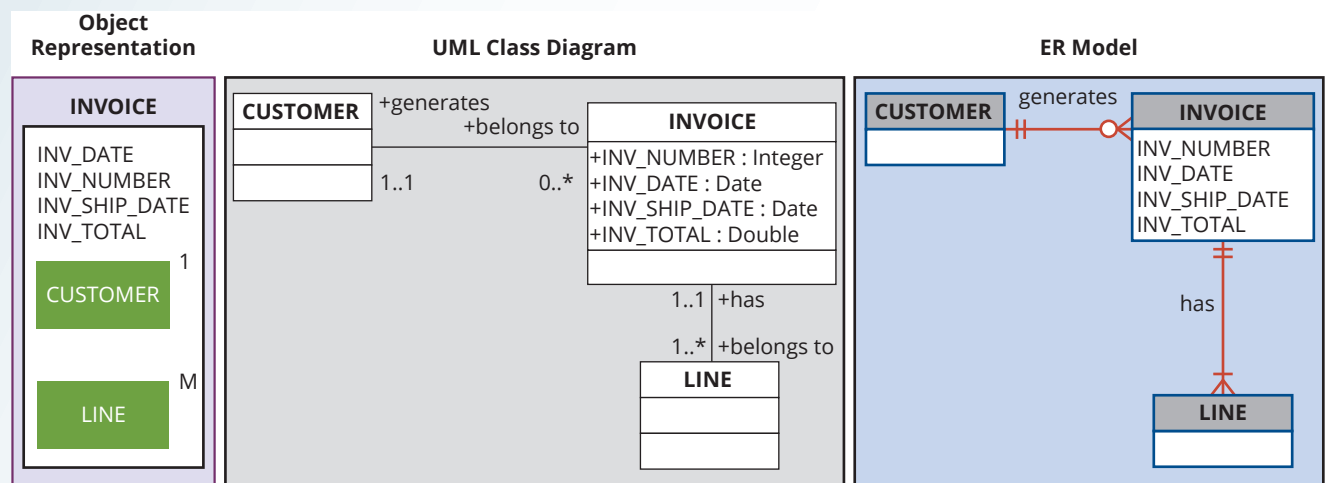 Object
Representation
UML Class Diagram
ER Model
INVOICE
INV_DATE
INV_NUMBER
INV_SHIP_DATE
INV_TOTAL
1
CUSTOMER
M
LINE
CUSTOMER
+generates
+belongs to
1..1
0..*
INVOICE
+INV_NUMBER : Integer
+INV_DATE : Date
+INV_SHIP_DATE : Date
+INV_TOTAL : Double
1..1 +has
1..* +belongs to
LINE
CUSTOMER
generates
INVOICE
INV_NUMBER
INV_DATE
INV_SHIP_DATE
INV_TOTAL
has
LINE